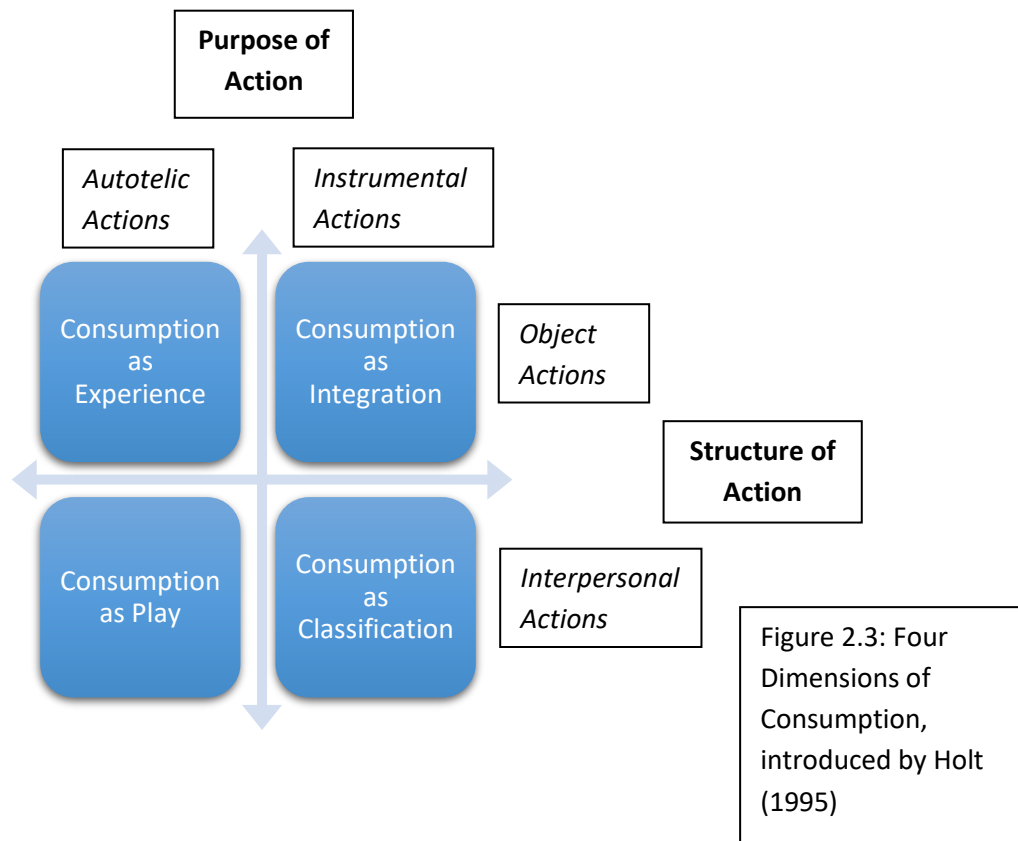 Purpose of
Action
Autotelic
Actions
Instrumental
Actions
Consumption
as
Experience
Consumption
as
Integration
Object
Actions
Structure of
Action
Consumption
as Play
Consumption
as
Classification
Interpersonal
Actions
Figure 2.3: Four
Dimensions of
Consumption,
introduced by Holt
(1995)